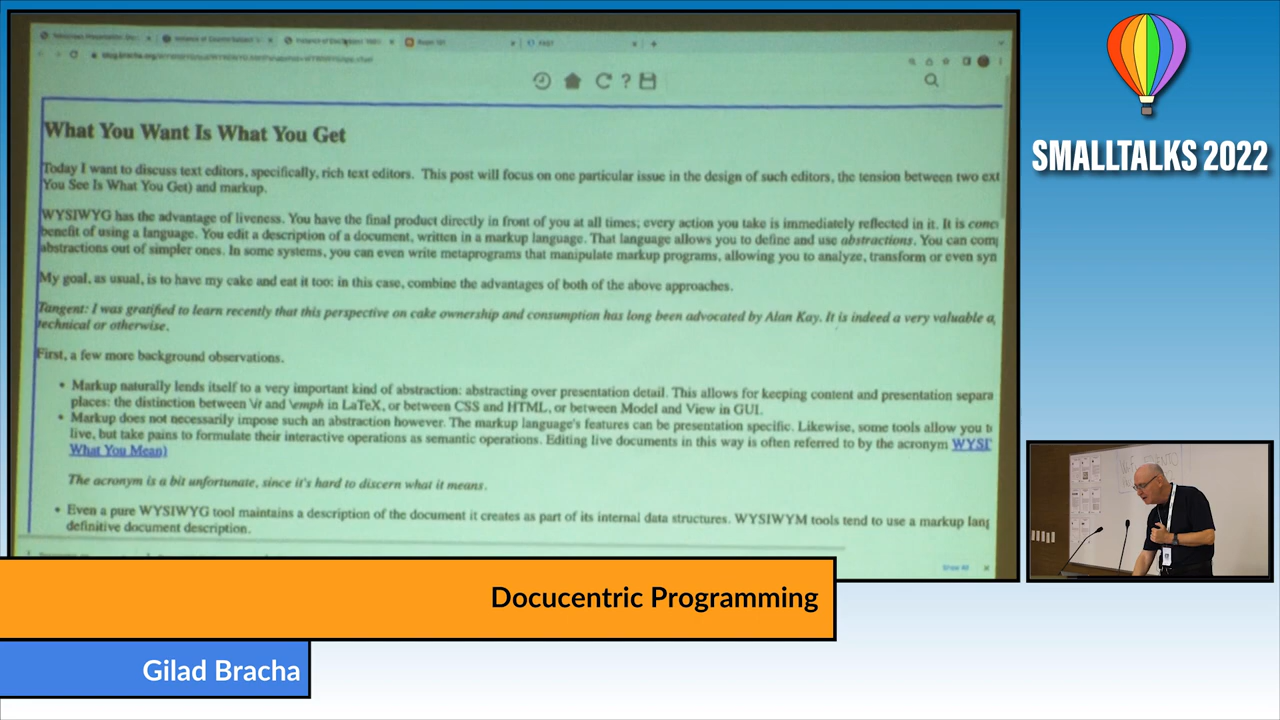 What You Want Is What You Get
Today I want to discuss text editors, specifically, rich text editors. This post will focus on one particular issue in the design of such editors, the tension between two ext
You See Is What You Get) and markup.
WYSIWYG has the advantage of liveness. You have the final product directly in front of you at all times; every action you take is immediately reflected in it. It is conc
benefit of using a language. You edit a description of a document, written in a markup language. That language allows you to define and use abstractions. You can com
abstractions out of simpler ones. In some systems, you can even write metaprograms that manipulate markup programs, allowing you to analyze, transform or even syn
My goal, as usual, is to have my cake and eat it too: in this case, combine the advantages of both of the above approaches.
Tangent: I was gratified to learn recently that this perspective on cake ownership and consumption has long been advocated by Alan Kay. It is indeed a very valuable a
technical or otherwise.
First, a few more background observations.
• Markup naturally lends itself to a very important kind of abstraction: abstracting over presentation detail. This allows for keeping content and presentation separa
places: the distinction between \it and \emph in LaTeX, or between CSS and HTML, or between Model and View in GUI.
• Markup does not necessarily impose such an abstraction however. The markup language's features can be presentation specific. Likewise, some tools allow you
live, but take pains to formulate their interactive operations as semantic operations. Editing live documents in this way is often referred to by the acronym WYSI
What You Mean)
The acronym is a bit unfortunate, since it's hard to discern what it means.
• Even a pure WYSIWYG tool maintains a description of the document it creates as part of its internal data structures. WYSIWYM tools tend to use a markup lang
definitive document description.
Show All
SMALLTALKS 2022
Docucentric Programming
Gilad Bracha